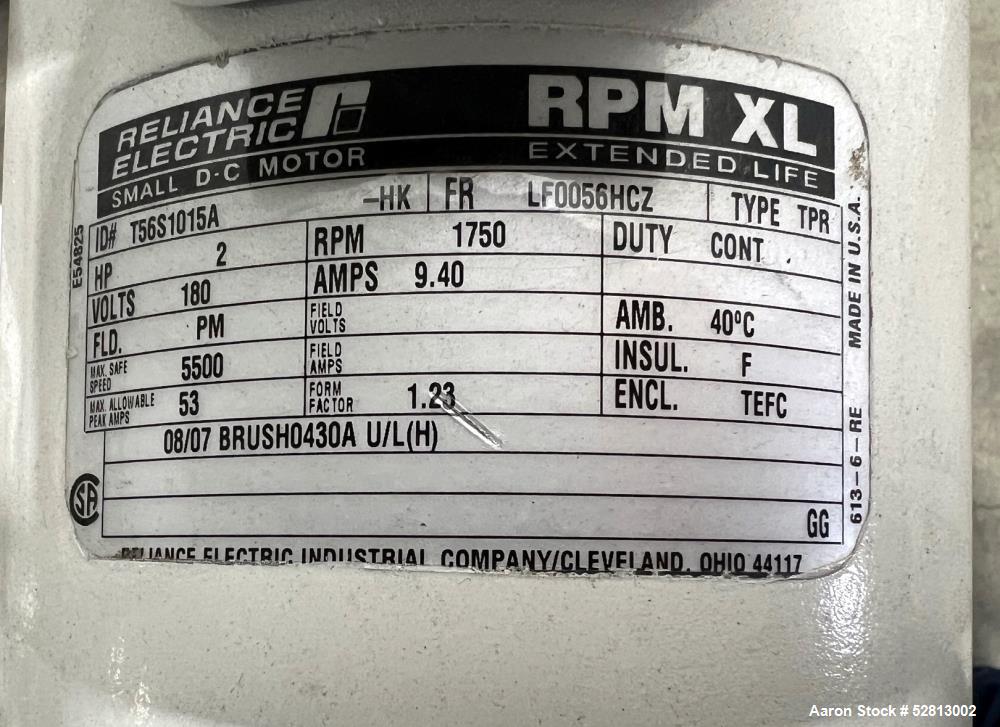 RELIANCE ELECTRIC RPM XL
SMALL D-C MOTOR EXTENDED LIFE
ID# T56S1015A -HK FR LF0056HCZ TYPE TPR
HP 2 RPM 1750 DUTY CONT.
VOLTS 180 AMPS 9.40
FLD. PM FIELD VOLTS AMB. 40ºC
MAX. SAFE SPEED 5500 FIELD AMPS INSUL. F
MAX. ALLOWABLE PEAK AMPS 53 FORM FACTOR 1.23 ENCL. TEFC
08/07 BRUSH0430A U/L(H)
GG
RELIANCE ELECTRIC INDUSTRIAL COMPANY/CLEVELAND, OHIO 44117
E54825
SA
613-6-RE MADE IN U.S.A.
Aaron Stock # 52813002